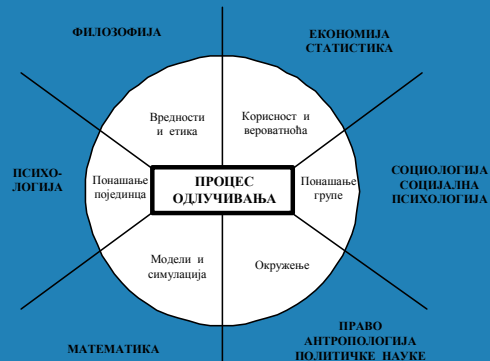 ФИЛОЗОФИЈА
ЕКОНОМИЈА
СТАТИСТИКА
Вредности
и етика
Корисност и
вероватноћа
ПСИХО-
ЛОГИЈА
Понашање
појединца
ПРОЦЕС
ОДЛУЧИВАЊА
Понашање
групе
СОЦИОЛОГИЈА
СОЦИЈАЛНА
ПСИХОЛОГИЈА
Модели и
симулација
Окружење
МАТЕМАТИКА
ПРАВО
АНТРОПОЛОГИЈА
ПОЛИТИЧКЕ НАУКЕ